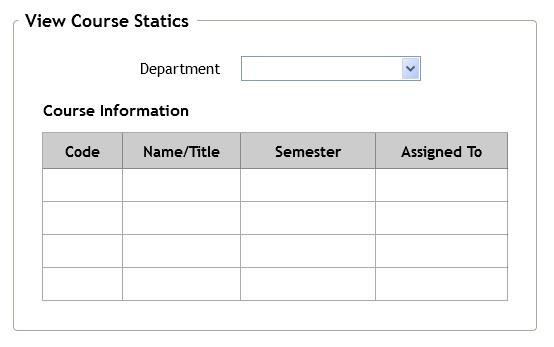 View Course Statics
Department
Course Information
Code Name/Title Semester Assigned To